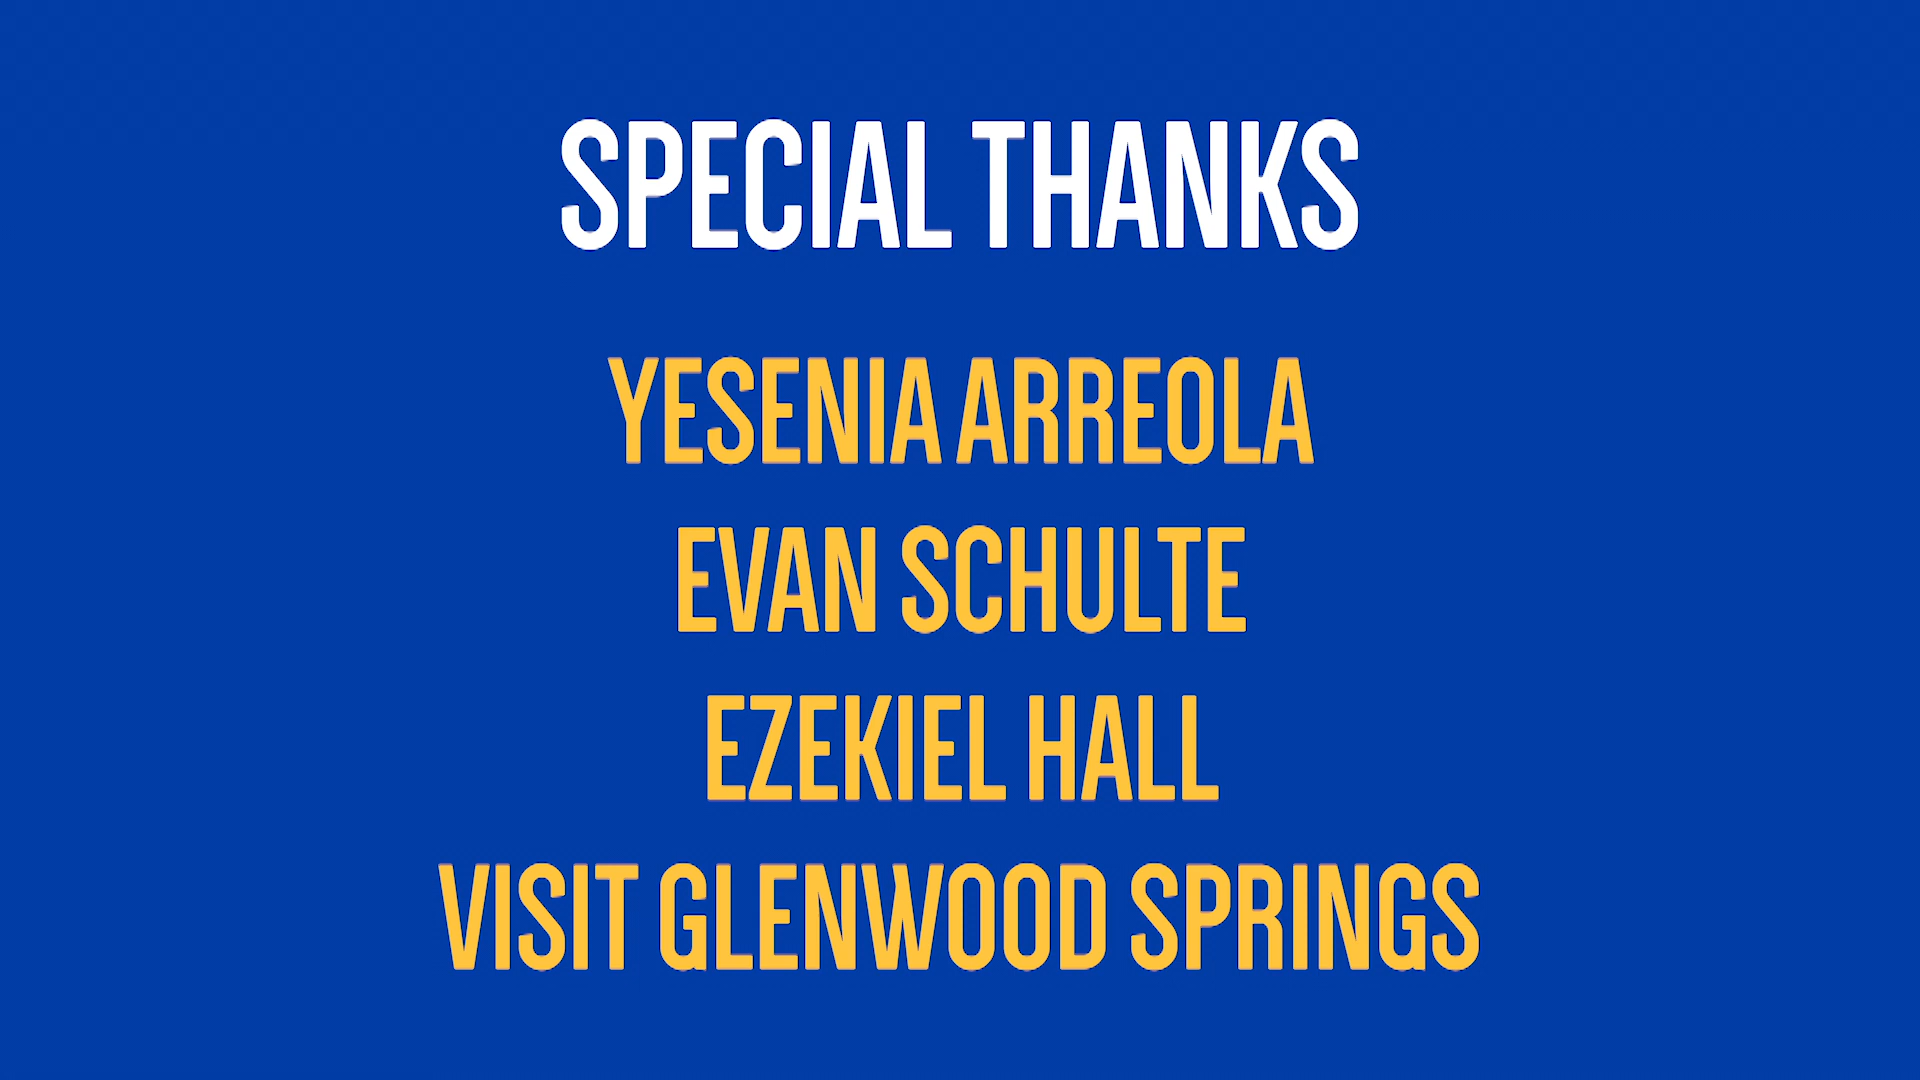 SPECIAL THANKS
YESENIA ARREOLA
EVAN SCHULTE
EZEKIEL HALL
VISIT GLENWOOD SPRINGS